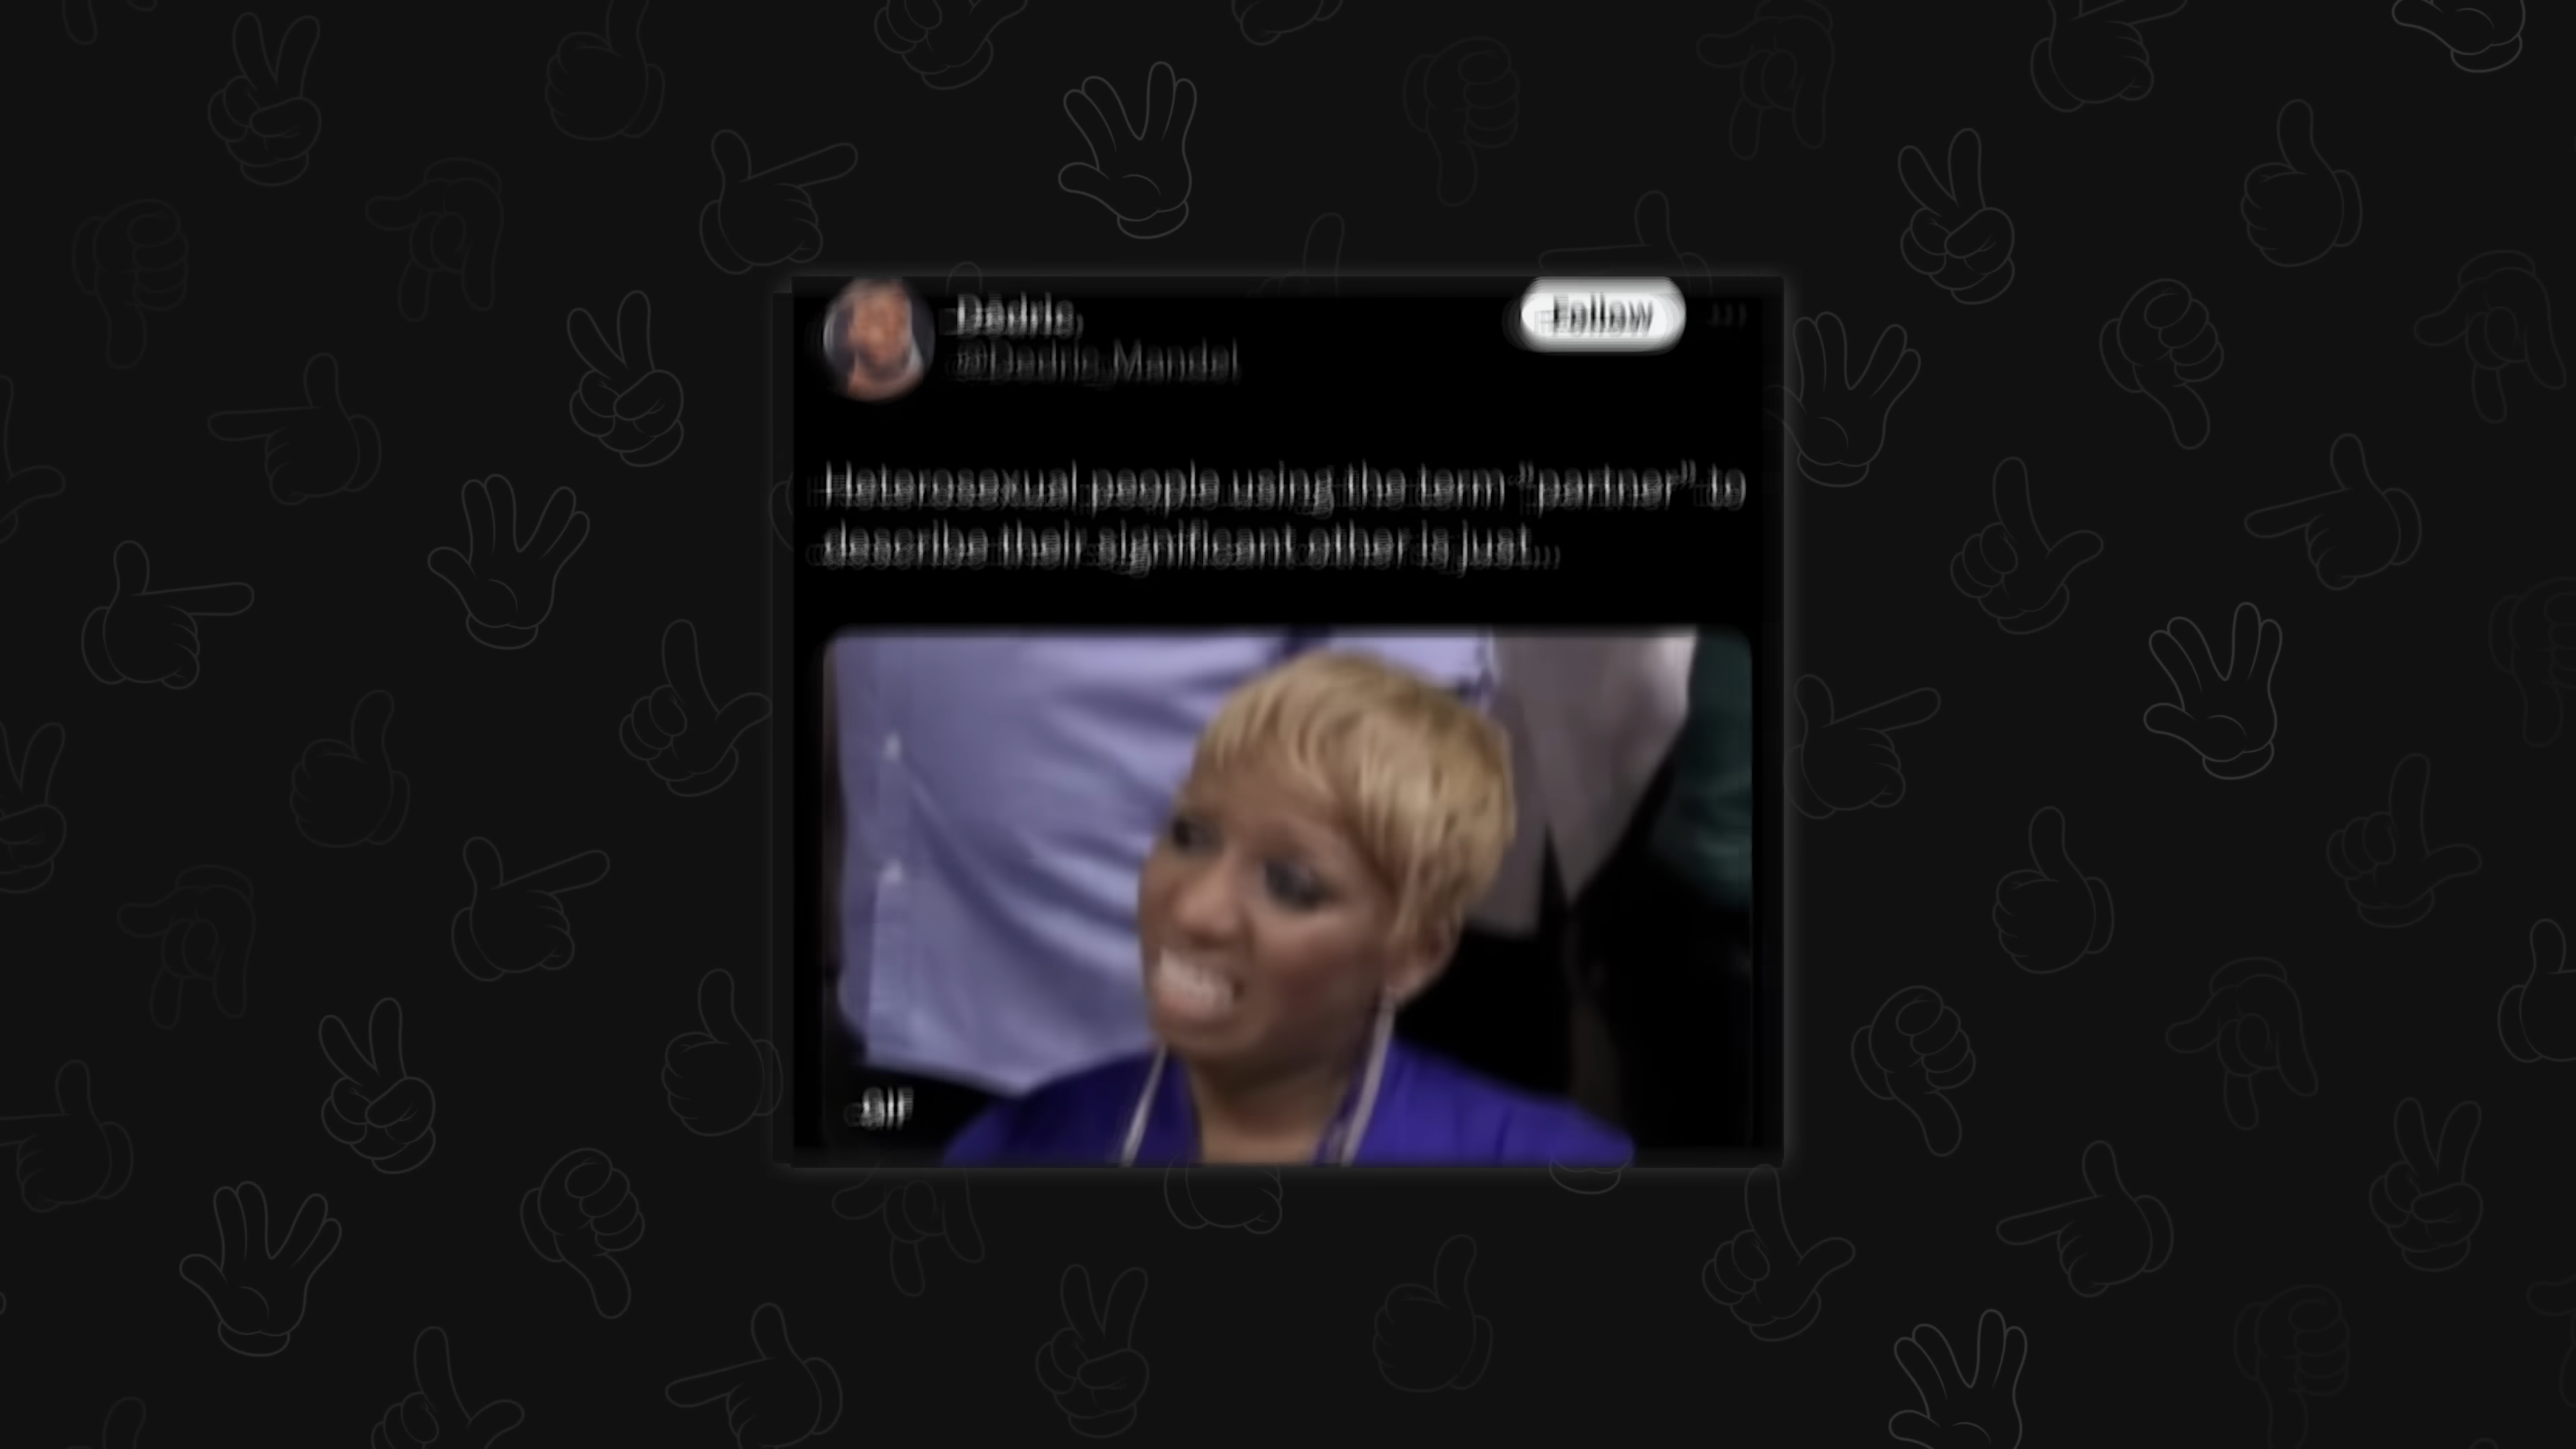 Dedric
Follow
@Dedric_Mandel
Heterosexual people using the term "partner" to
describe their significant other is just...
GIF